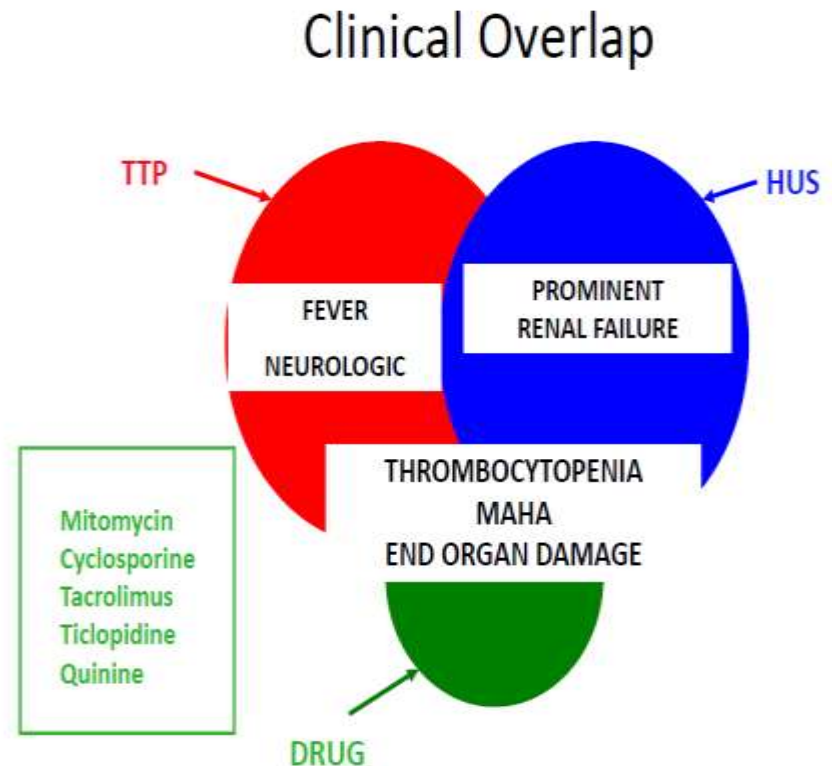 Clinical Overlap
TTP
HUS
FEVER
NEUROLOGIC
PROMINENT
RENAL FAILURE
THROMBOCYTOPENIA
MAHA
END ORGAN DAMAGE
Mitomycin
Cyclosporine
Tacrolimus
Ticlopidine
Quinine
DRUG